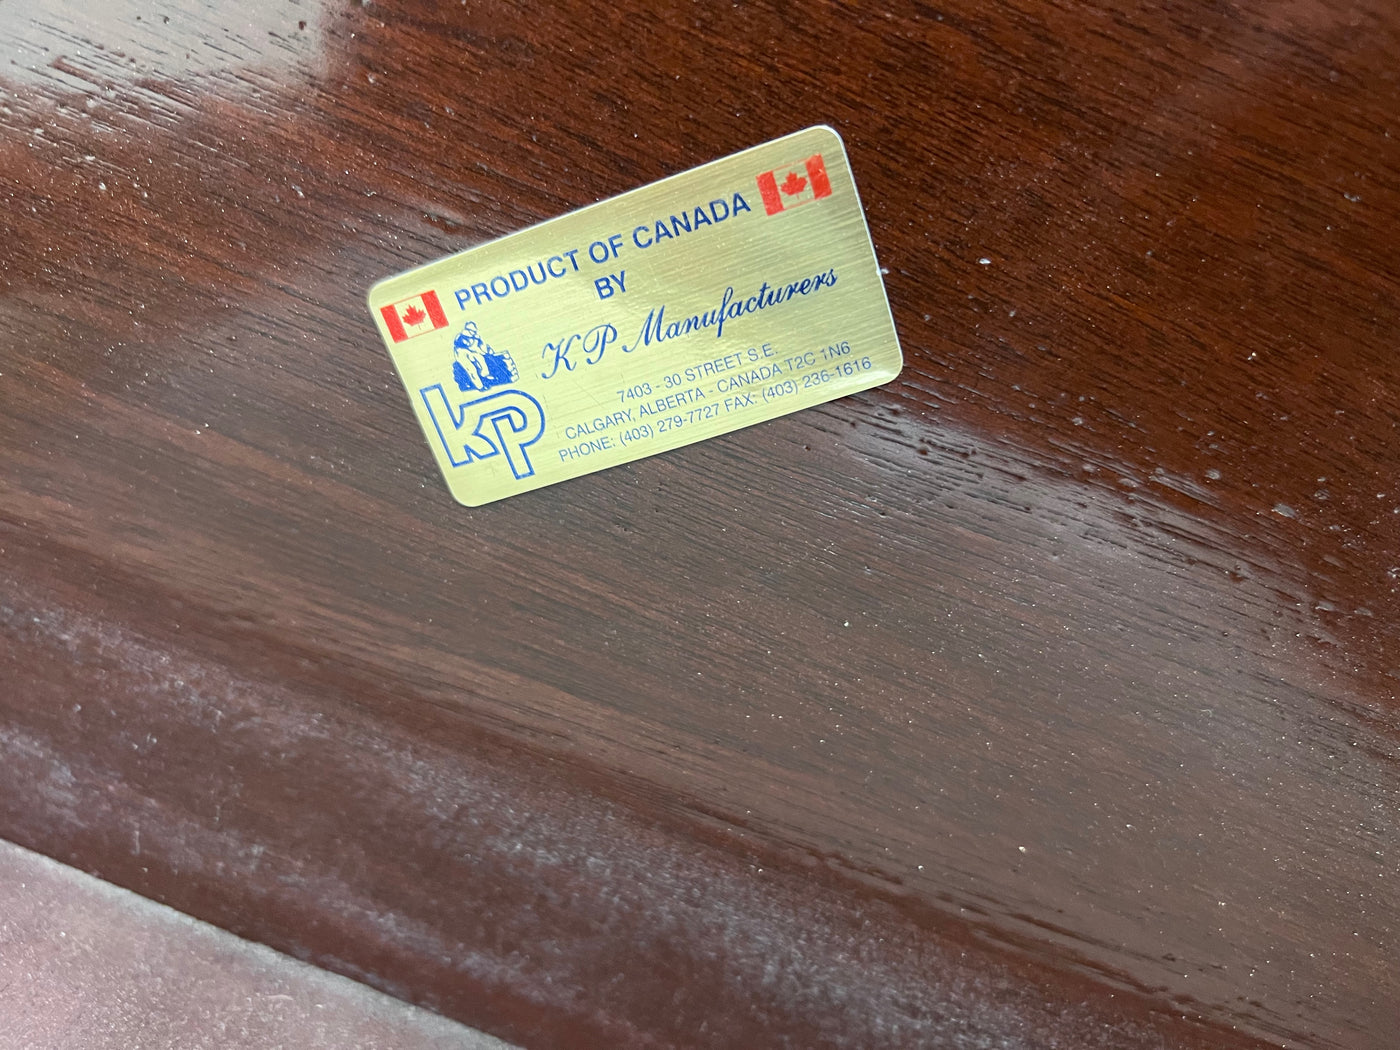 PRODUCT OF CANADA
BY
KP Manufacturers
7403 - 30 STREET S.E.
CALGARY, ALBERTA - CANADA T2C 1N6
PHONE: (403) 279-7727 FAX: (403) 236-1616
KP